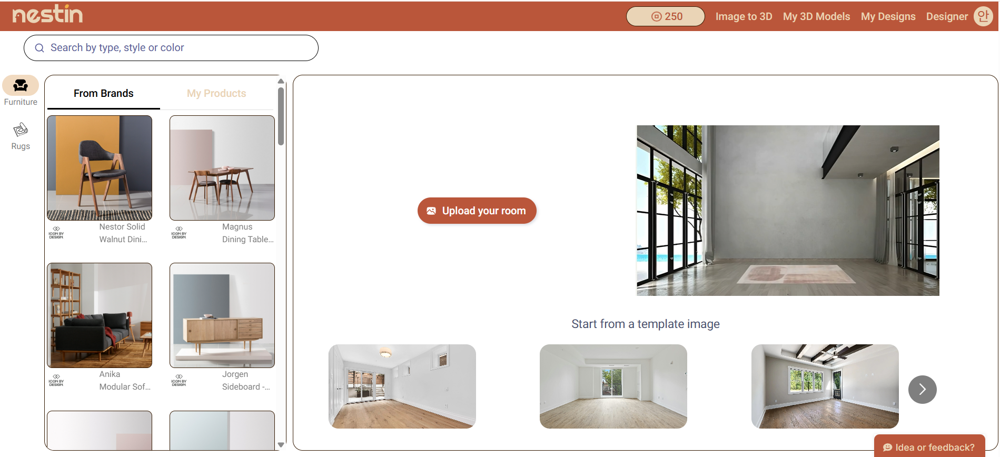 nestin
250
Image to 3D
My 3D Models
My Designs
Designer
안
Search by type, style or color
Furniture
Rugs
From Brands
My Products
ICON BY
DESIGN
Nestor Solid
Walnut Dini...
ICON BY
DESIGN
Magnus
Dining Table...
ICON BY
DESIGN
Anika
Modular Sof...
ICON BY
DESIGN
Jorgen
Sideboard -...
Upload your room
Start from a template image
Idea or feedback?